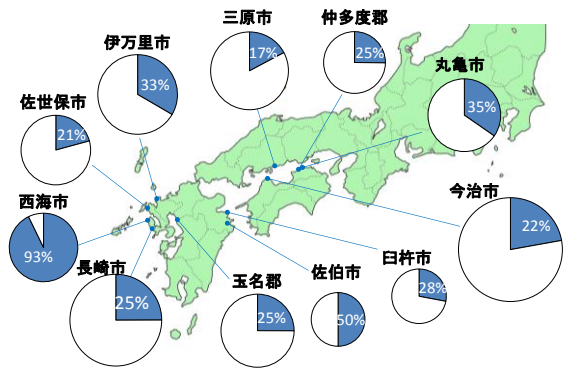 三原市
17%
仲多度郡
25%
伊万里市
33%
丸亀市
35%
佐世保市
21%
今治市
22%
西海市
93%
長崎市
25%
玉名郡
25%
佐伯市
50%
臼杵市
28%